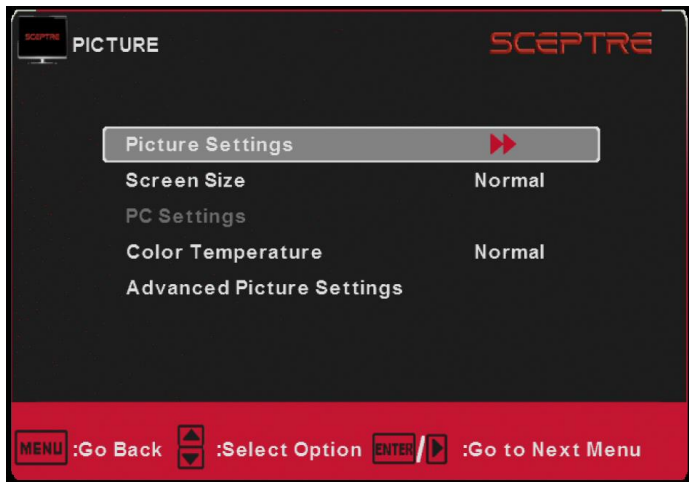 SCEPTRE
PICTURE
SCEPTRE
Picture Settings
Screen Size Normal
PC Settings
Color Temperature Normal
Advanced Picture Settings
MENU :Go Back :Select Option ENTER/ :Go to Next Menu